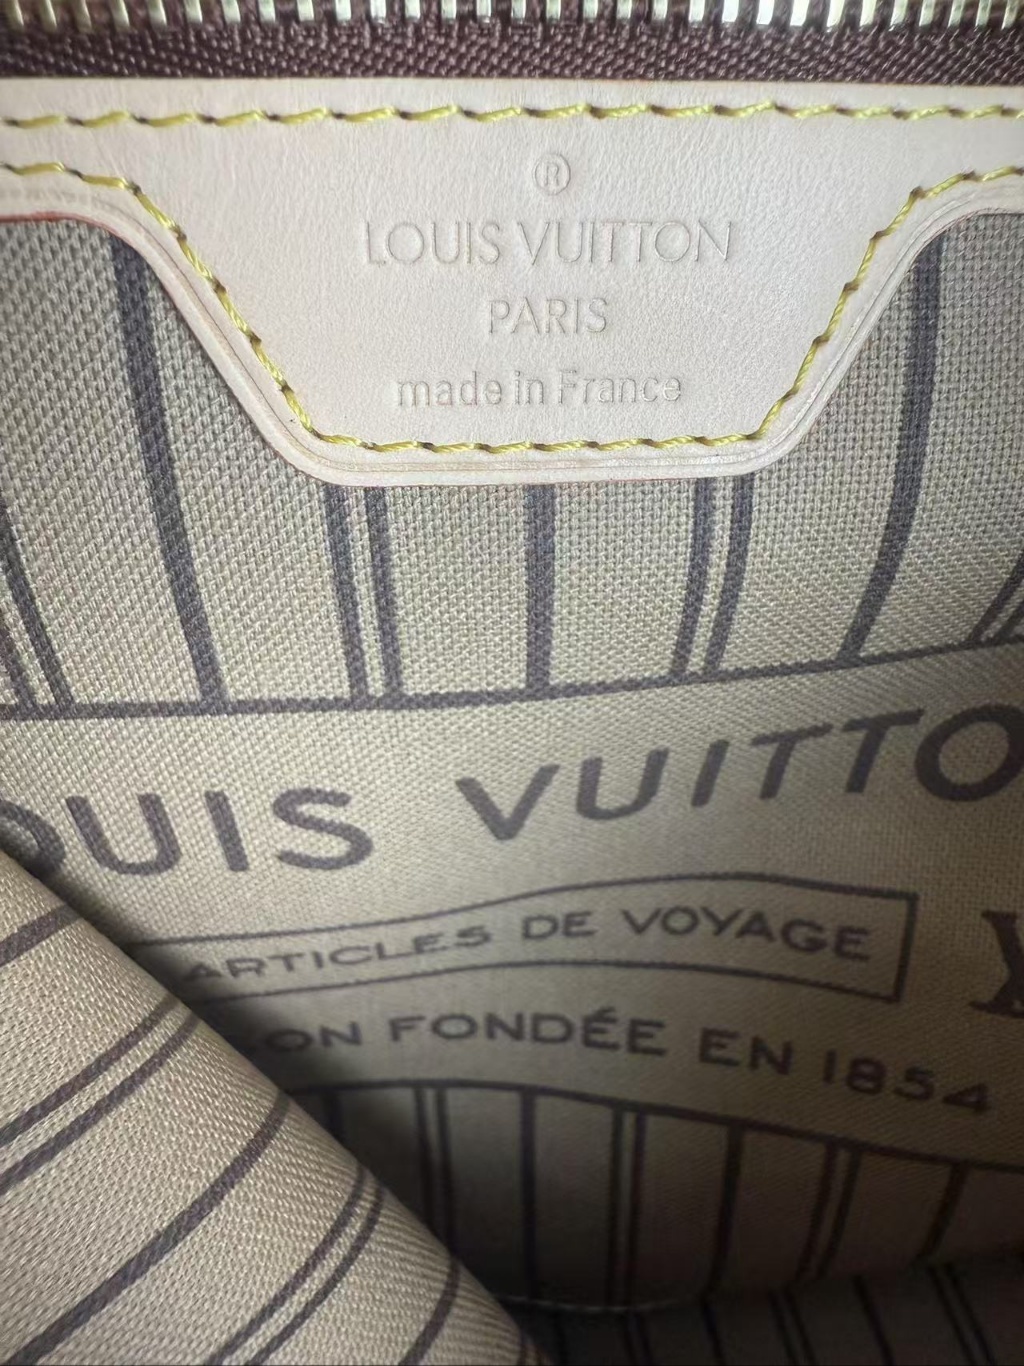 ®
LOUIS VUITTON
PARIS
made in France
OUIS VUITTO
ARTICLES DE VOYAGE
ON FONDÉE EN 1854